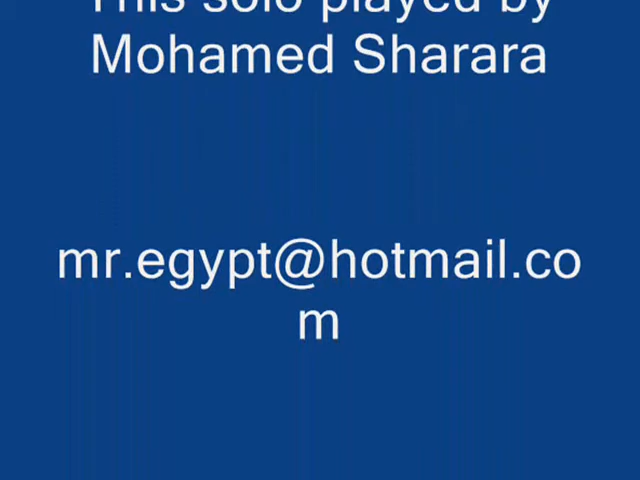 This solo played by
Mohamed Sharara
mr.egypt@hotmail.co
m